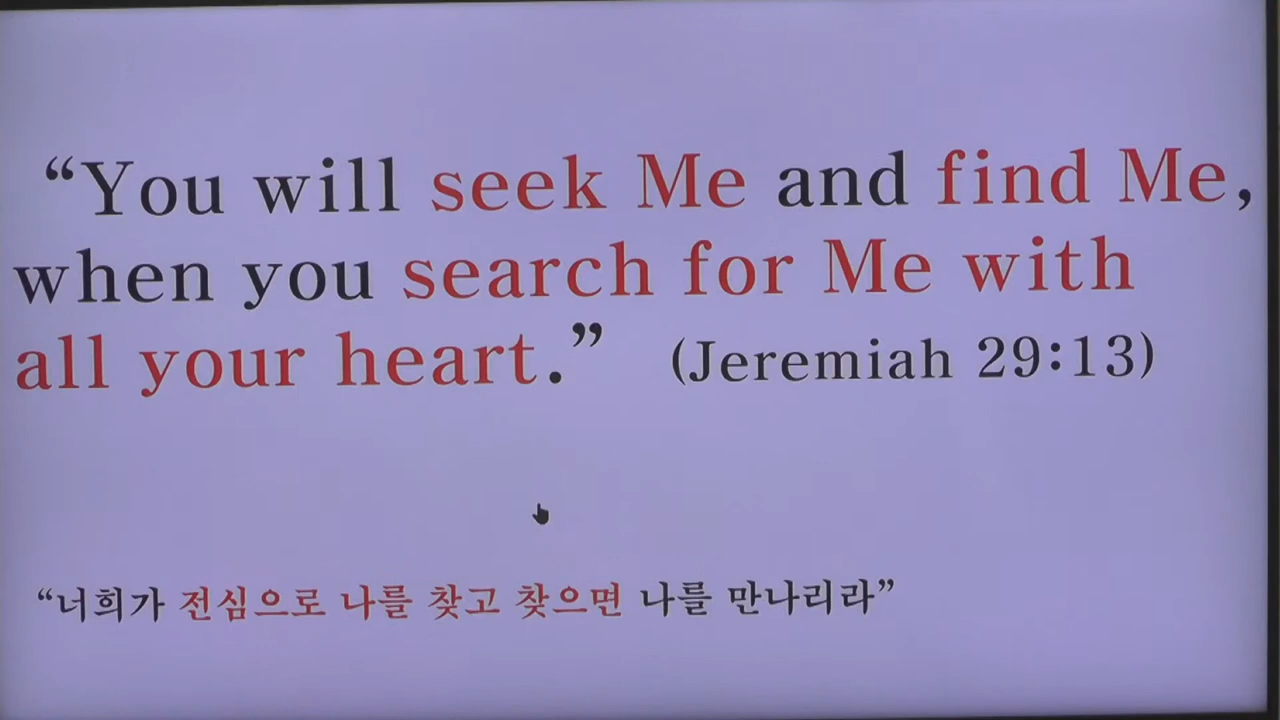 “You will seek Me and find Me,
when you search for Me with
all your heart.” (Jeremiah 29:13)
“너희가 전심으로 나를 찾고 찾으면 나를 만나리라”